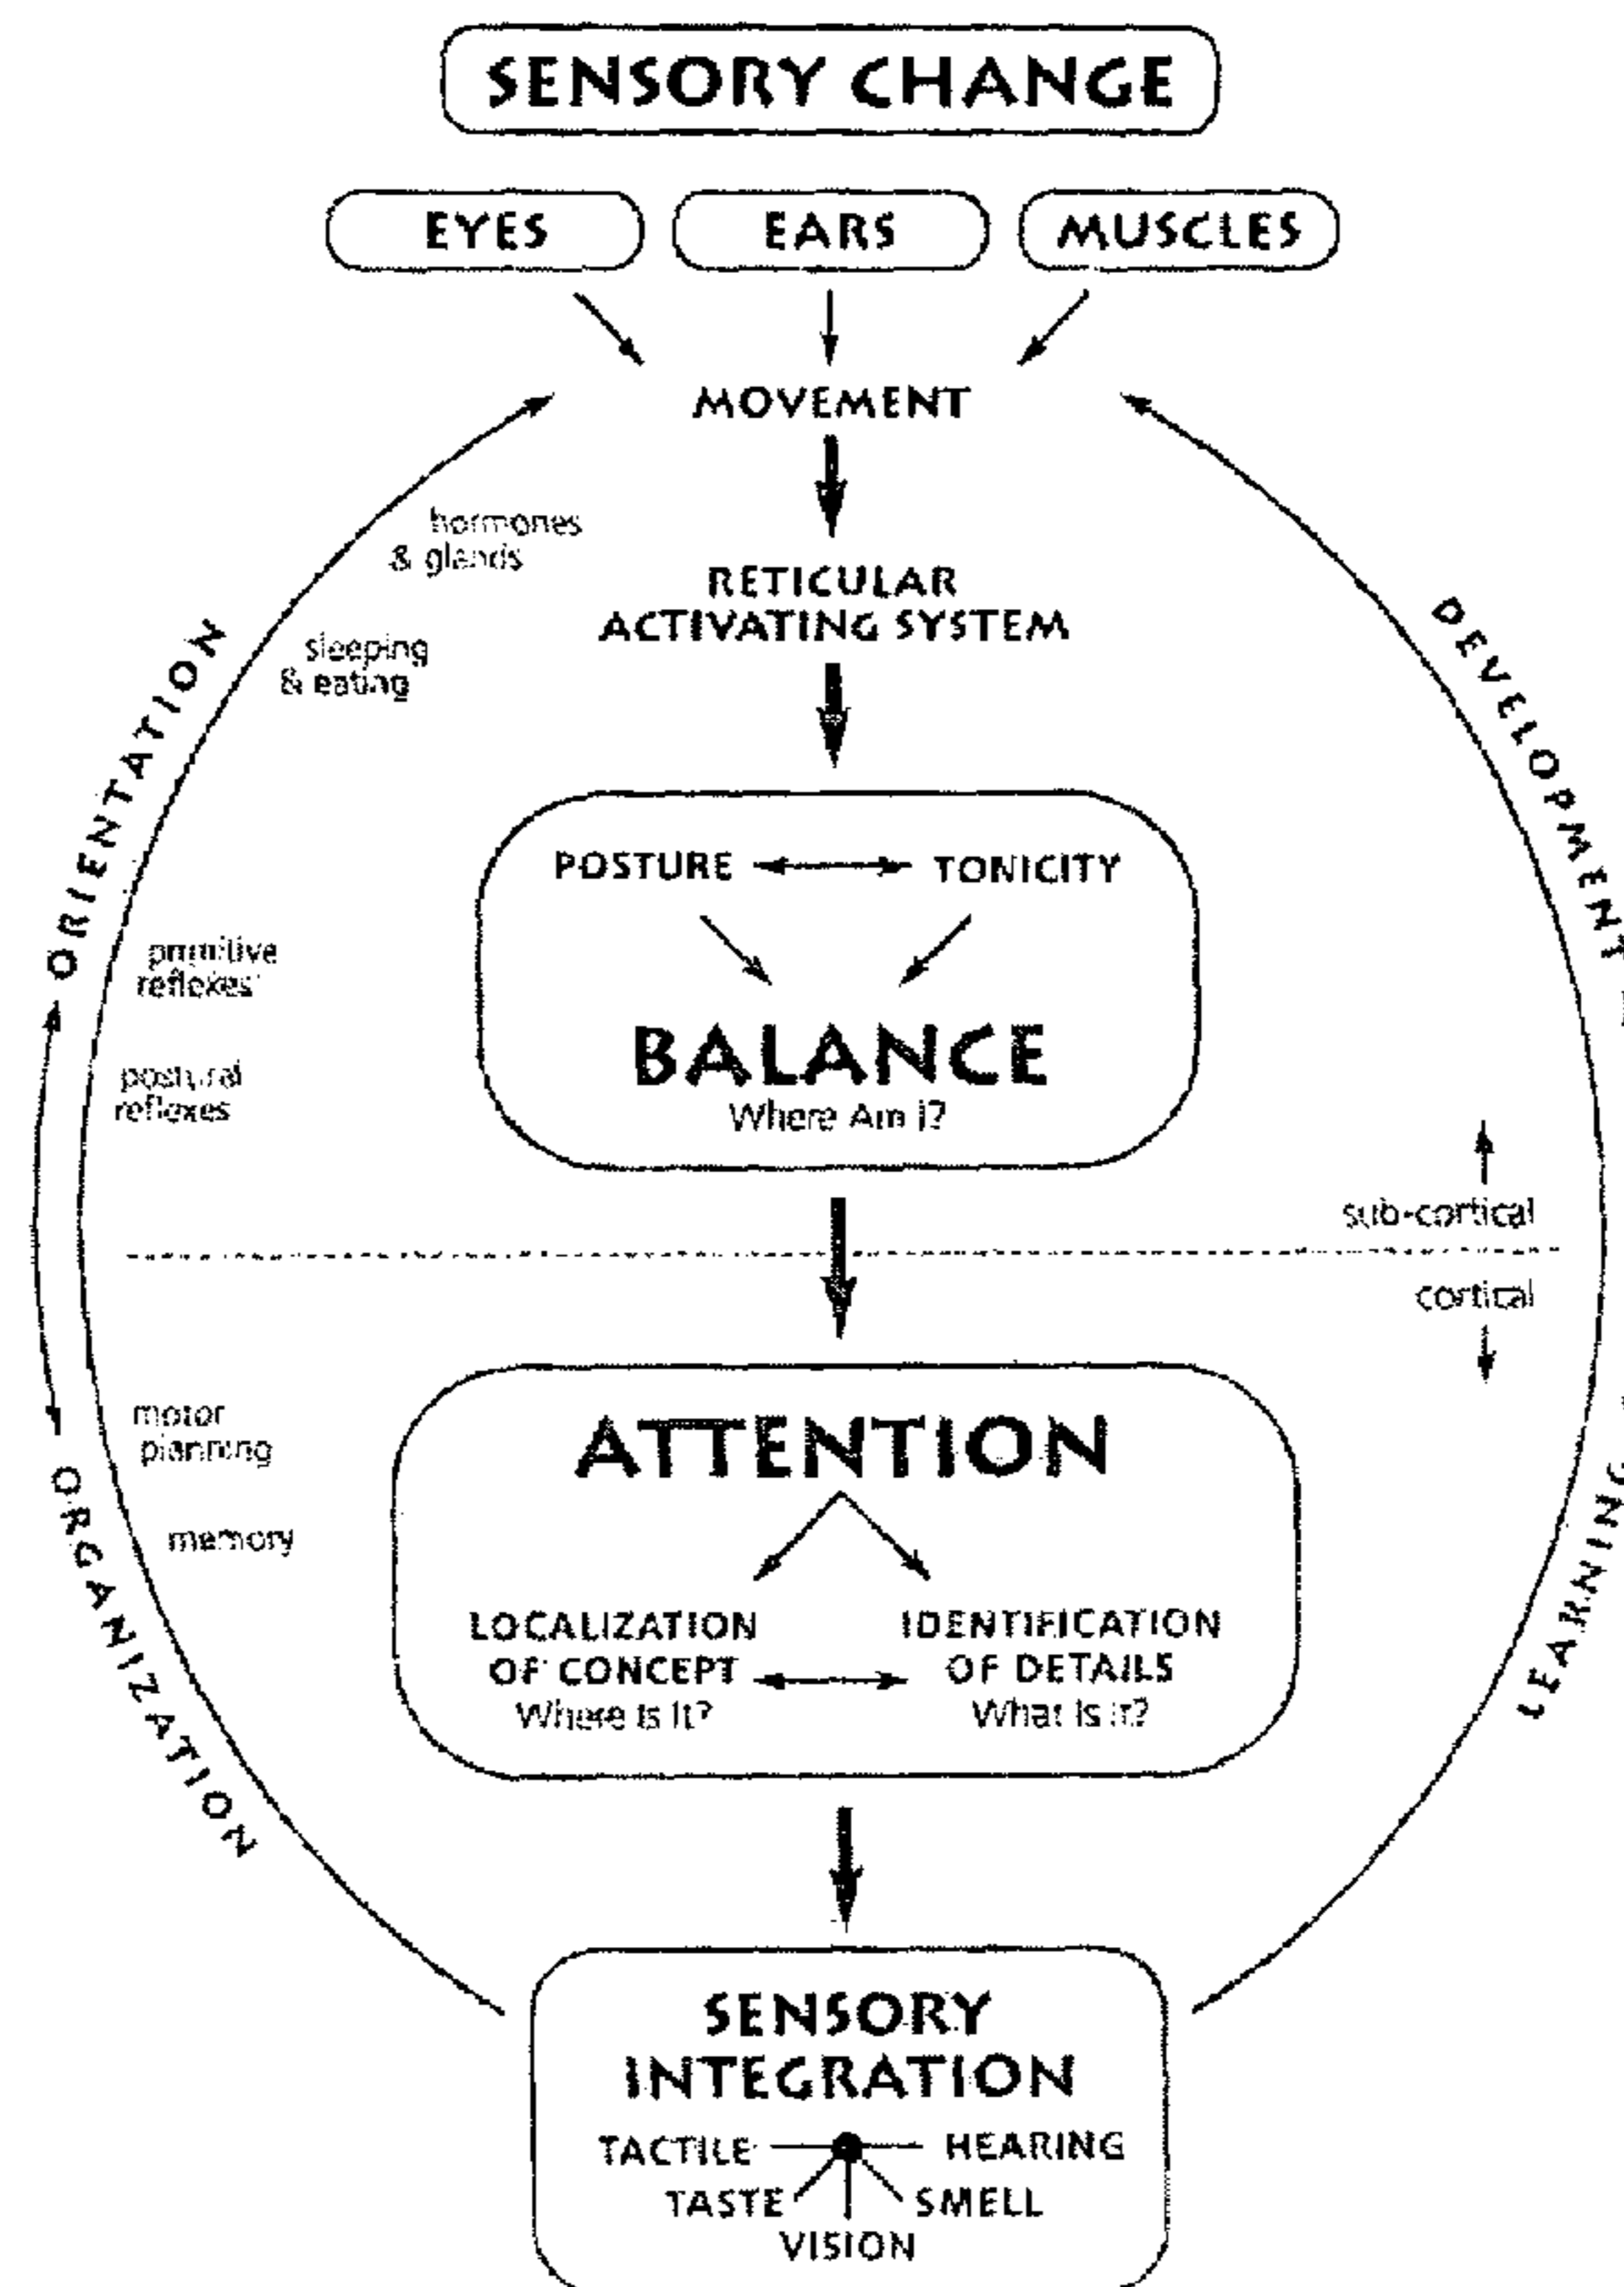 SENSORY CHANGE
EYES
EARS
MUSCLES
MOVEMENT
hormones
& glands
RETICULAR
ACTIVATING SYSTEM
sleeping
& eating
ORIENTATION
DEVELOPMENT
POSTURE
TONICITY
primitive
reflexes
BALANCE
Where Am I?
postural
reflexes
sub-cortical
cortical
ATTENTION
motor
planning
memory
ORGANIZATION
LEARNING
LOCALIZATION
OF CONCEPT
Where Is It?
IDENTIFICATION
OF DETAILS
What Is It?
SENSORY
INTEGRATION
TACTILE
HEARING
TASTE
SMELL
VISION